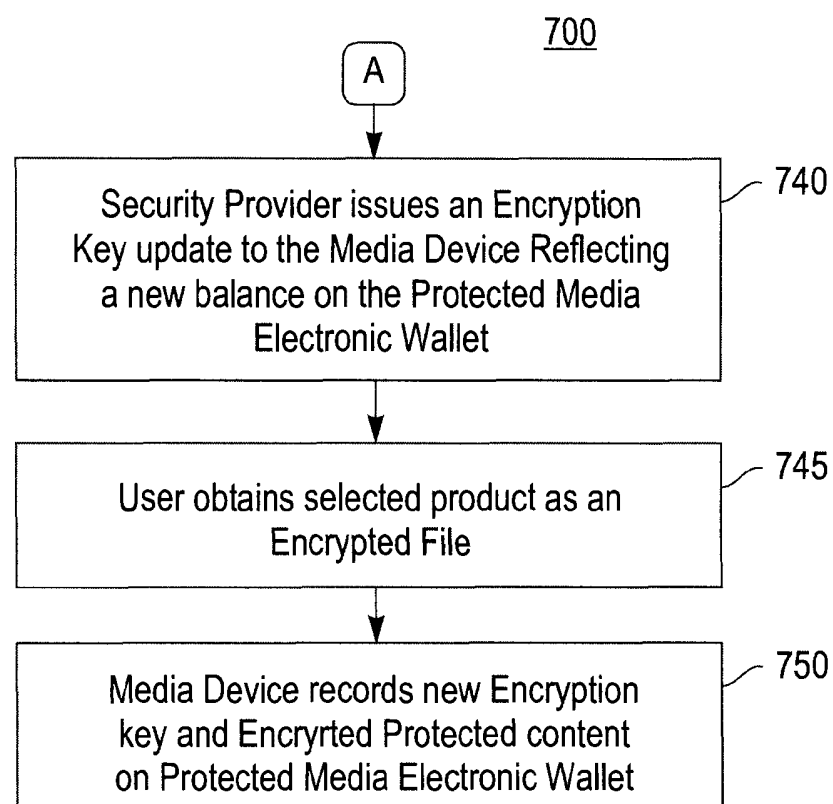 700
A
740
Security Provider issues an Encryption
Key update to the Media Device Reflecting
a new balance on the Protected Media
Electronic Wallet
745
User obtains selected product as an
Encrypted File
750
Media Device records new Encryption
key and Encryrted Protected content
on Protected Media Electronic Wallet